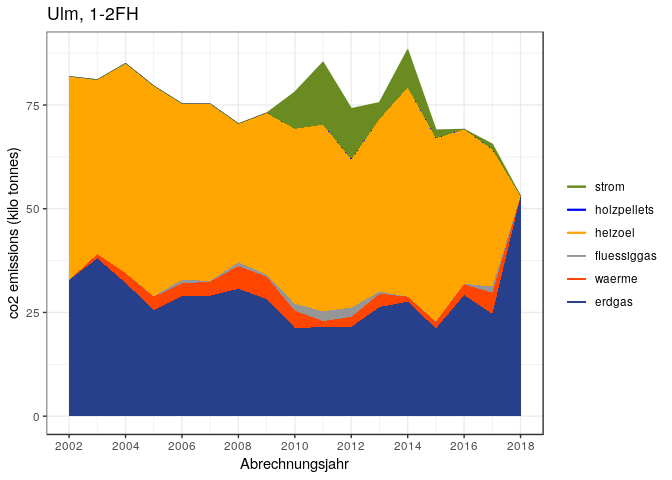 Ulm, 1-2FH
co2 emissions (kilo tonnes)
75
50
25
0
2002 2004 2006 2008 2010 2012 2014 2016 2018
Abrechnungsjahr
strom
holzpellets
heizoel
fluessiggas
waerme
erdgas